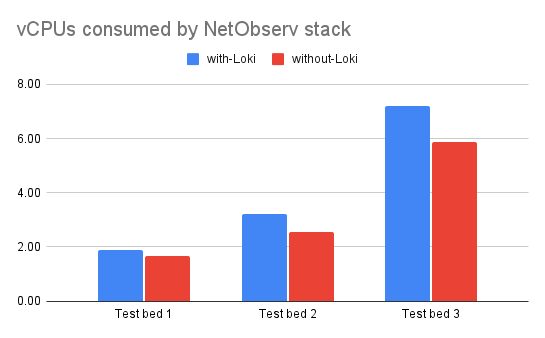 vCPUs consumed by NetObserv stack
with-Loki without-Loki
8.00
6.00
4.00
2.00
0.00
Test bed 1 Test bed 2 Test bed 3